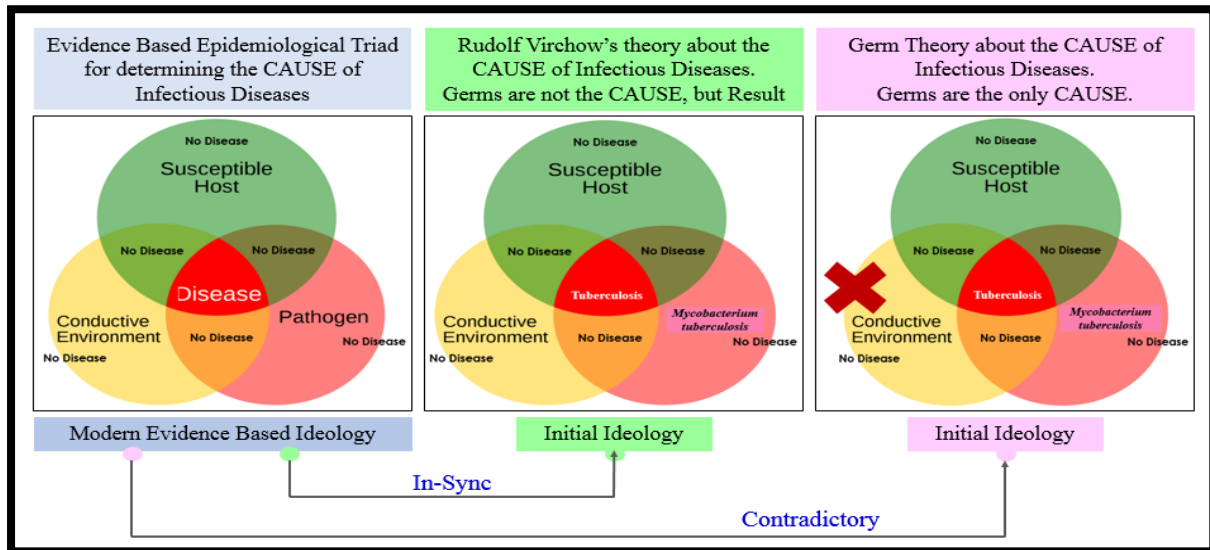 Evidence Based Epidemiological Triad
for determining the CAUSE of
Infectious Diseases
Rudolf Virchow's theory about the
CAUSE of Infectious Diseases.
Germs are not the CAUSE, but Result
Germ Theory about the CAUSE of
Infectious Diseases.
Germs are the only CAUSE.
No Disease
Susceptible
Host
No Disease
No Disease
Disease
Conductive
Environment
Pathogen
No Disease
No Disease
No Disease
No Disease
Susceptible
Host
No Disease
No Disease
Tuberculosis
Mycobacterium
tuberculosis
Conductive
Environment
No Disease
No Disease
No Disease
No Disease
Susceptible
Host
No Disease
No Disease
Tuberculosis
Mycobacterium
tuberculosis
Conductive
Environment
No Disease
No Disease
No Disease
Modern Evidence Based Ideology
Initial Ideology
Initial Ideology
In-Sync
Contradictory